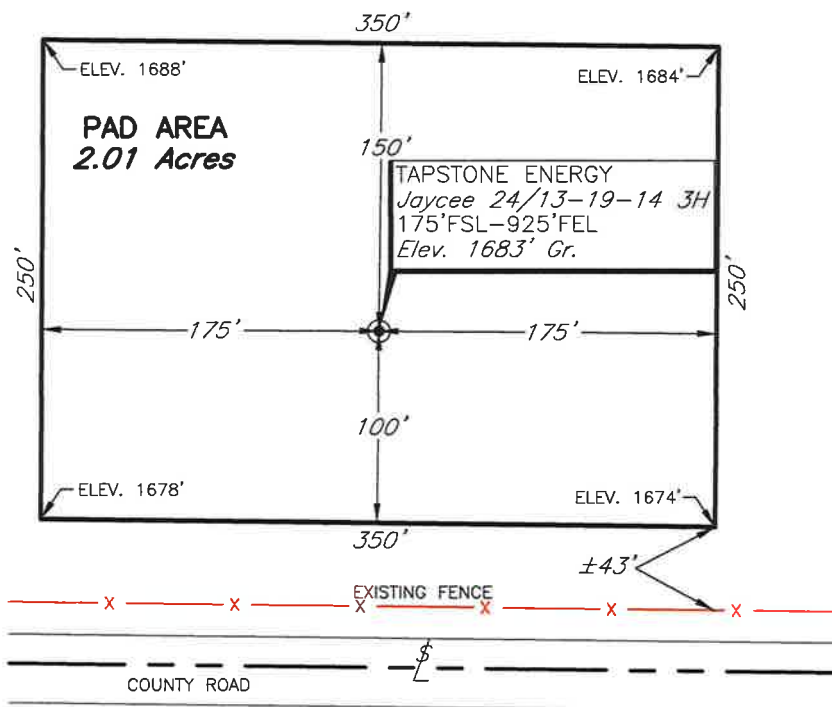 350'
ELEV. 1688'
ELEV. 1684'
PAD AREA
2.01 Acres
150'
TAPSTONE ENERGY
Jaycee 24/13-19-14 3H
175'FSL-925'FEL
Elev. 1683' Gr.
250'
250'
175'
175'
100'
ELEV. 1678'
ELEV. 1674'
350'
±43'
EXISTING FENCE
X X X X X X
COUNTY ROAD